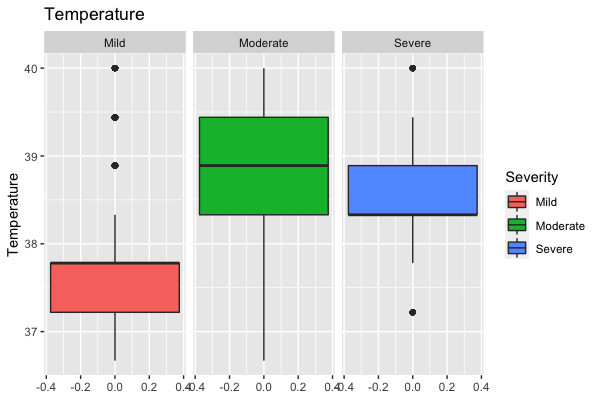 Temperature
Mild Moderate Severe
40
39
38
37
Temperature
-0.4 -0.2 0.0 0.2 0.4 -0.4 -0.2 0.0 0.2 0.4 -0.4 -0.2 0.0 0.2 0.4
Severity
Mild
Moderate
Severe